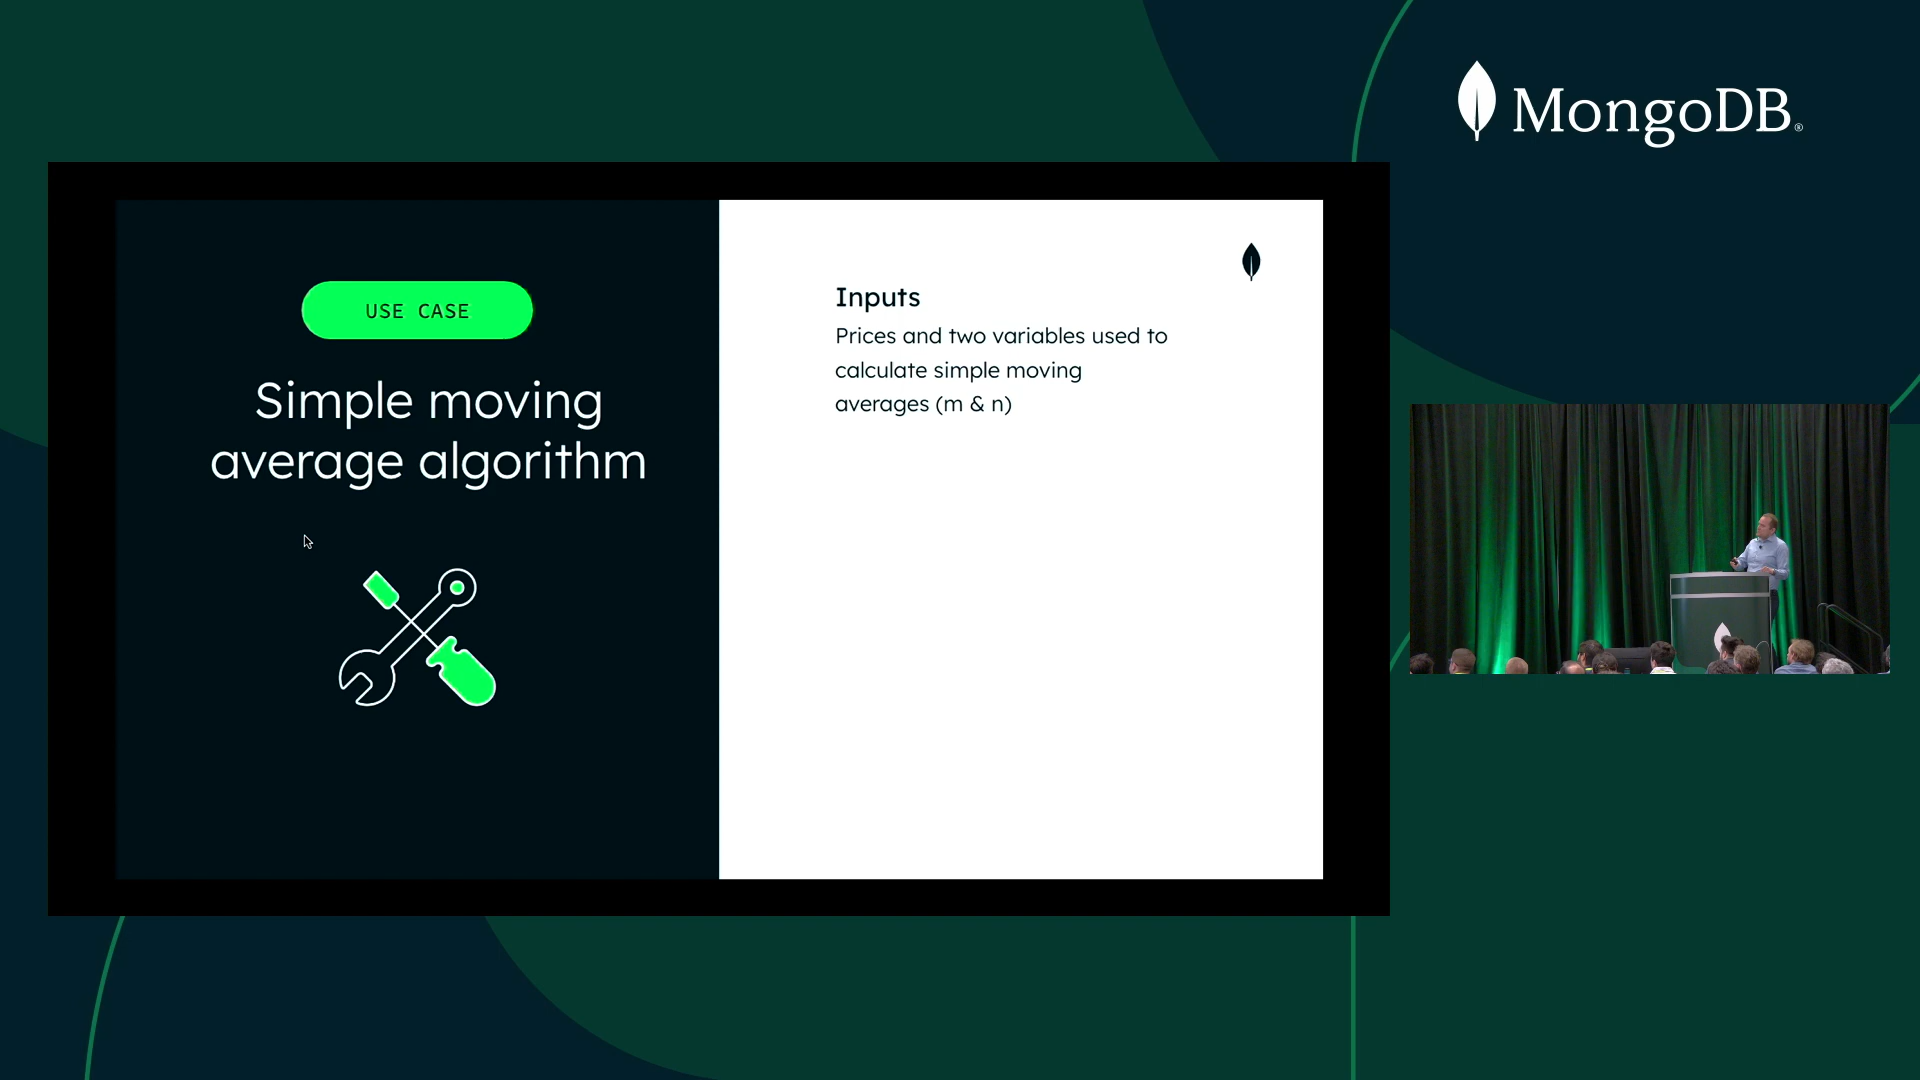 MongoDB®
USE CASE
Simple moving
average algorithm
Inputs
Prices and two variables used to
calculate simple moving
averages (m & n)